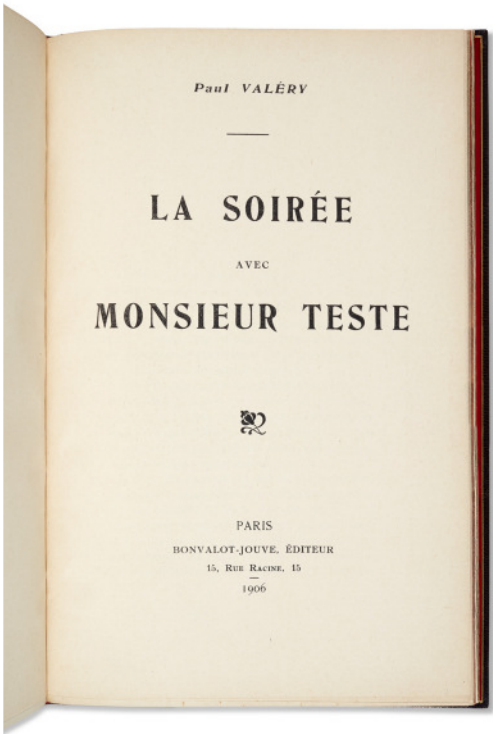 Paul VALÉRY
LA SOIRÉE
AVEC
MONSIEUR TESTE
PARIS
BONVALOT-JOUVE, ÉDITEUR
15, RUE RACINE, 15
1906